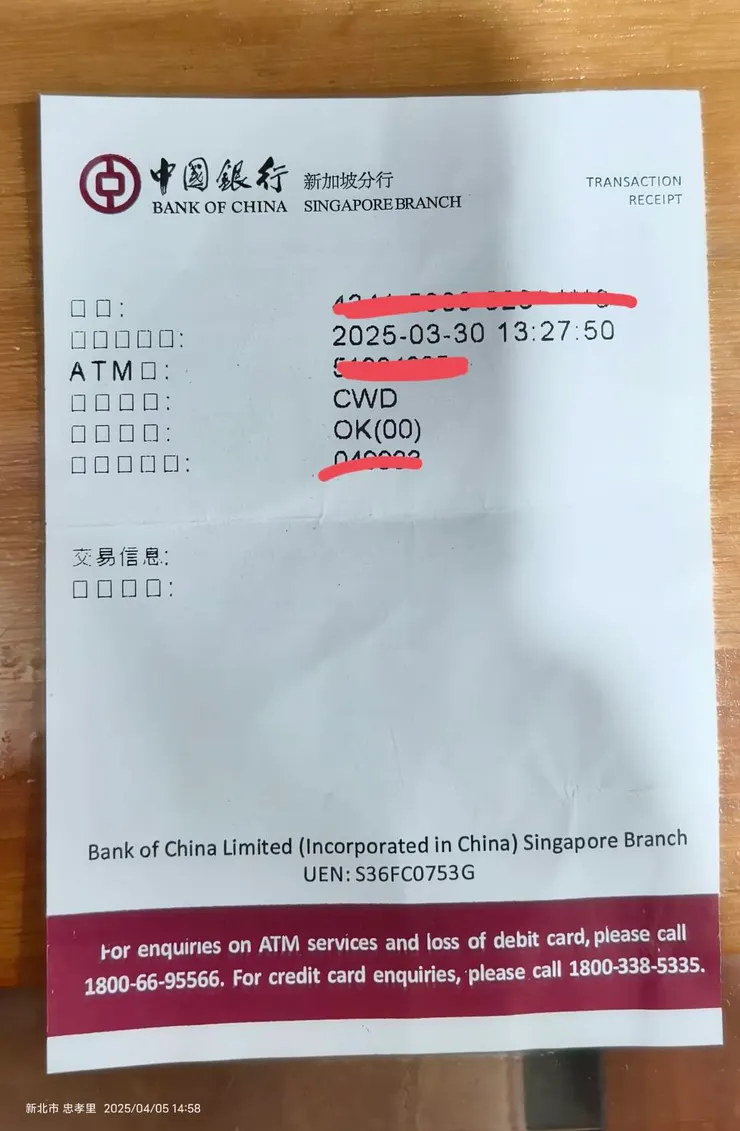 中國銀行 新加坡分行
BANK OF CHINA SINGAPORE BRANCH
TRANSACTION
RECEIPT
□□:
□□□□□: 2025-03-30 13:27:50
ATM□:
□□□□: CWD
□□□□: OK(00)
□□□□□:
交易信息:
□□□□:
Bank of China Limited (Incorporated in China) Singapore Branch
UEN: S36FC0753G
For enquiries on ATM services and loss of debit card, please call
1800-66-95566. For credit card enquiries, please call 1800-338-5335.
新北市 忠孝里 2025/04/05 14:58